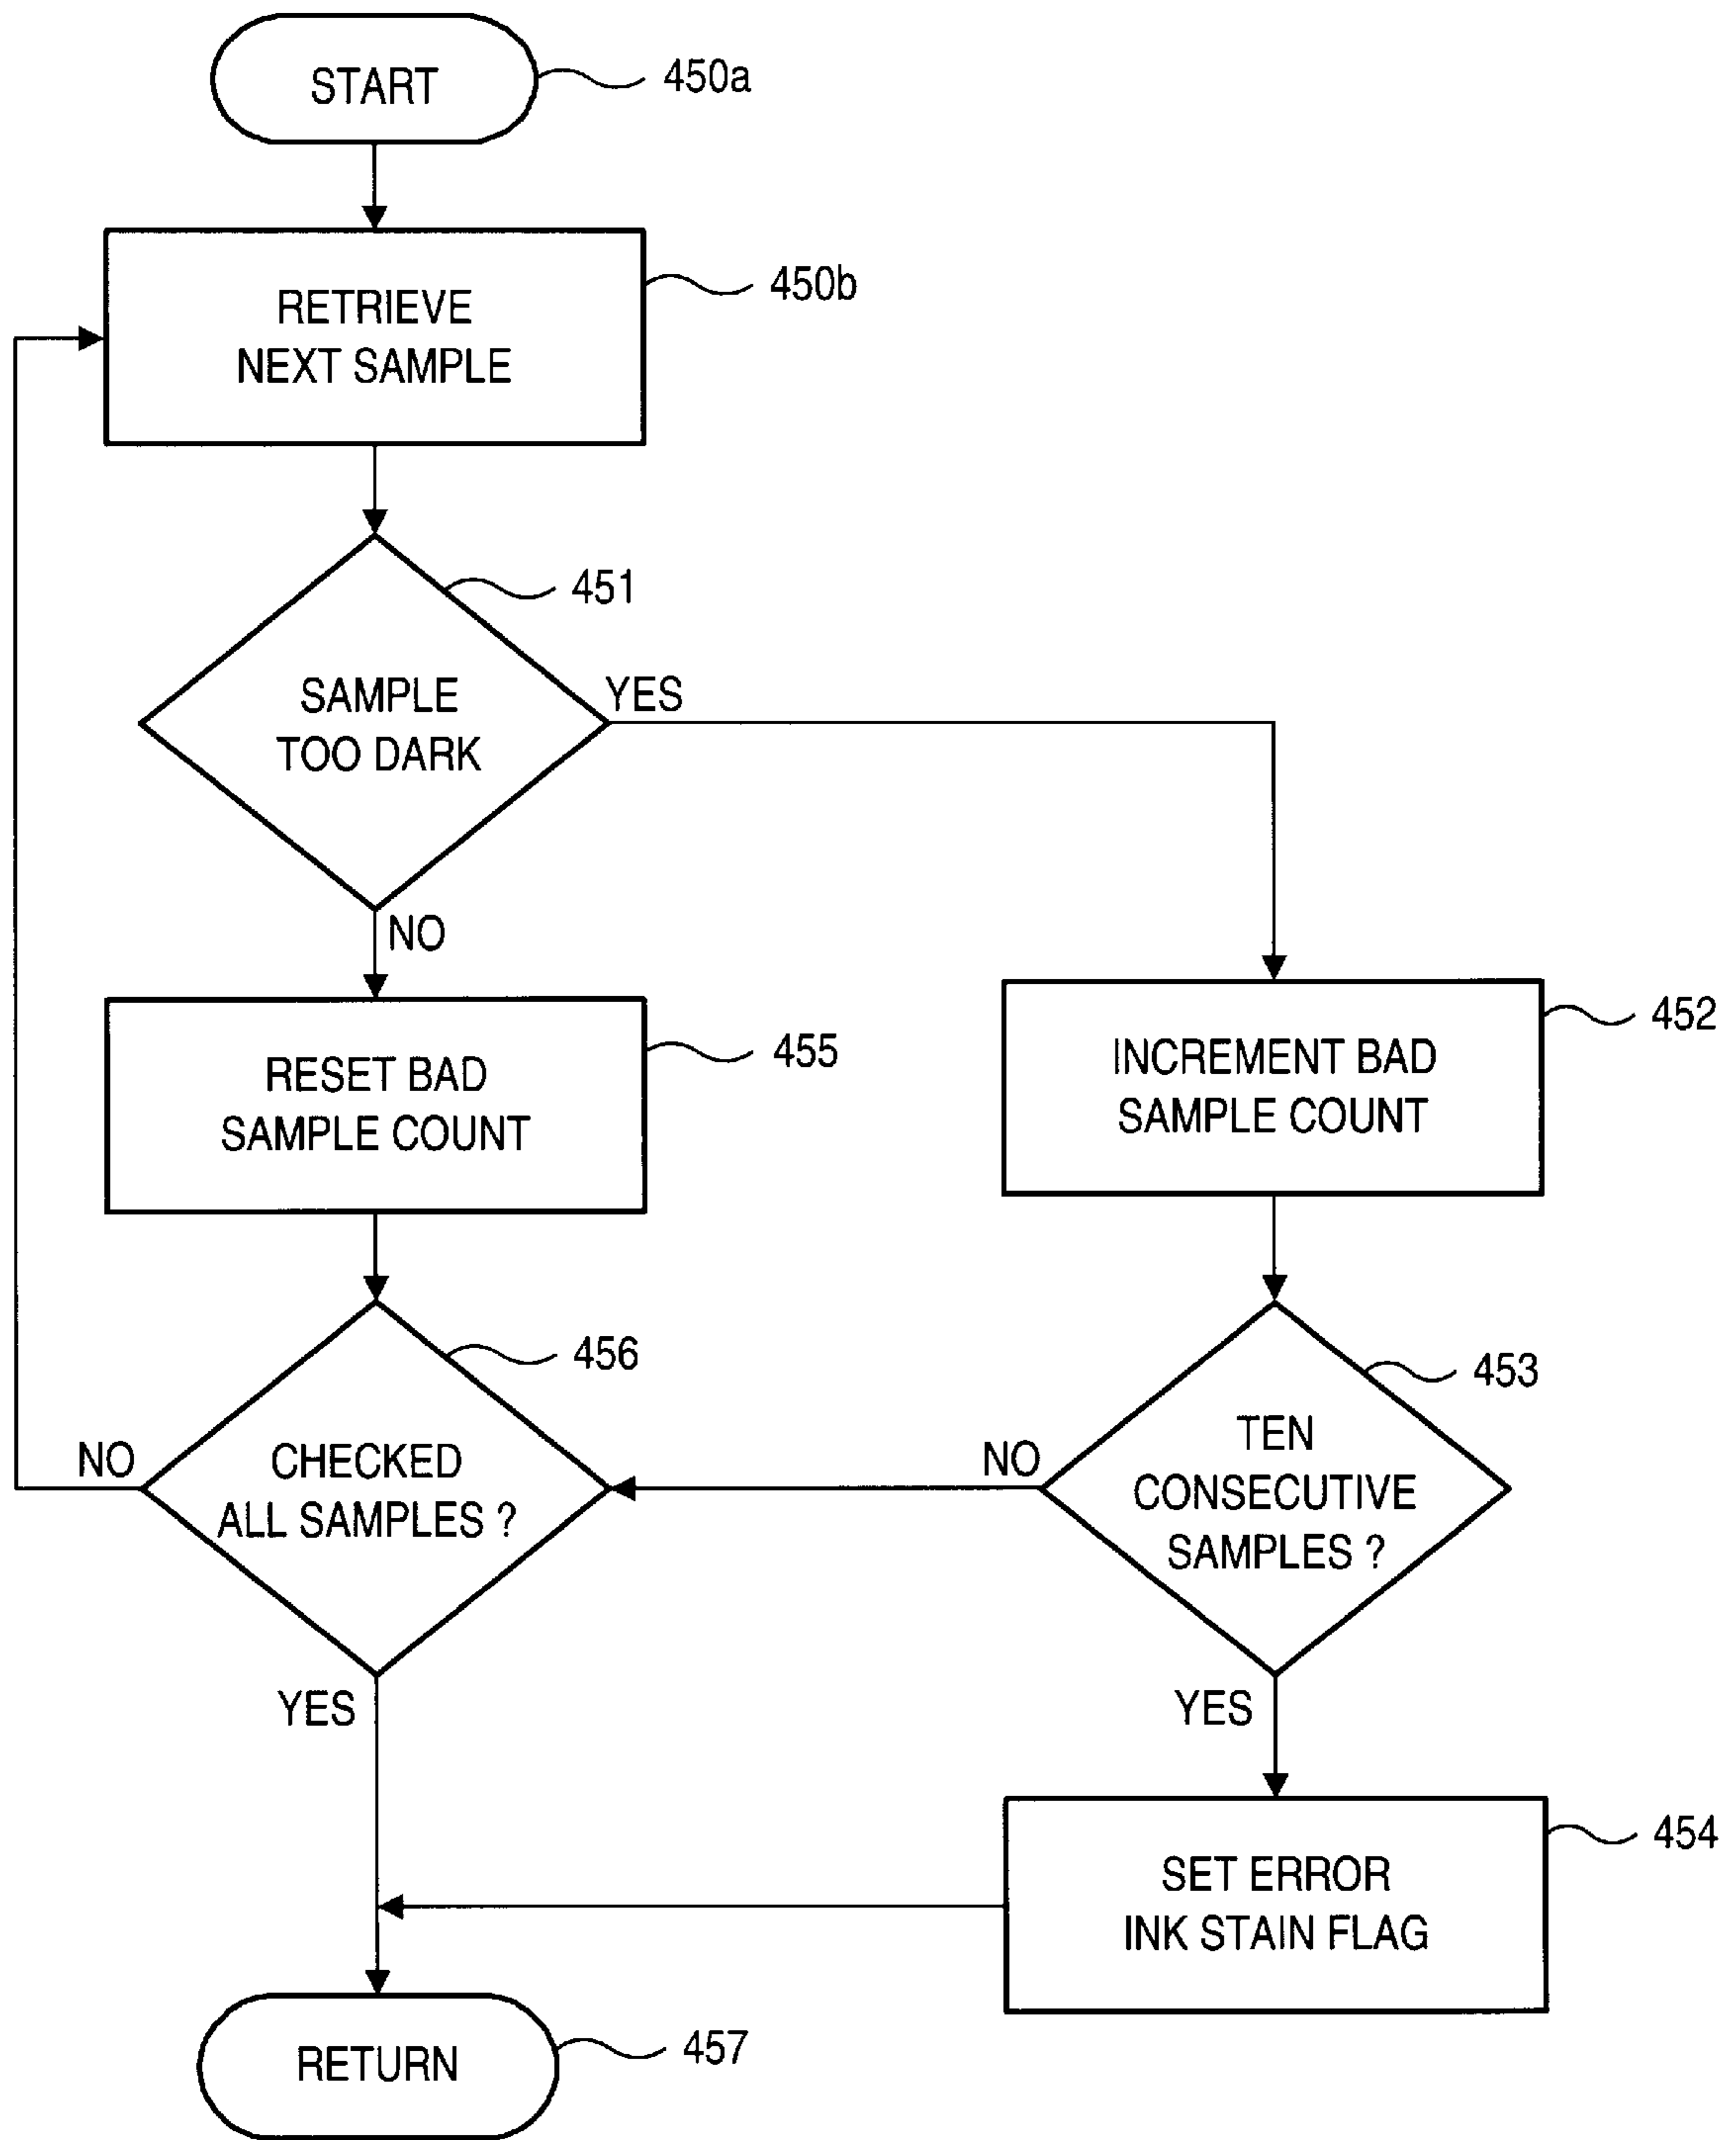 START
450a
RETRIEVE
NEXT SAMPLE
450b
451
SAMPLE
TOO DARK
YES
NO
RESET BAD
SAMPLE COUNT
455
INCREMENT BAD
SAMPLE COUNT
452
456
CHECKED
ALL SAMPLES ?
NO
YES
453
TEN
CONSECUTIVE
SAMPLES ?
NO
YES
SET ERROR
INK STAIN FLAG
454
RETURN
457